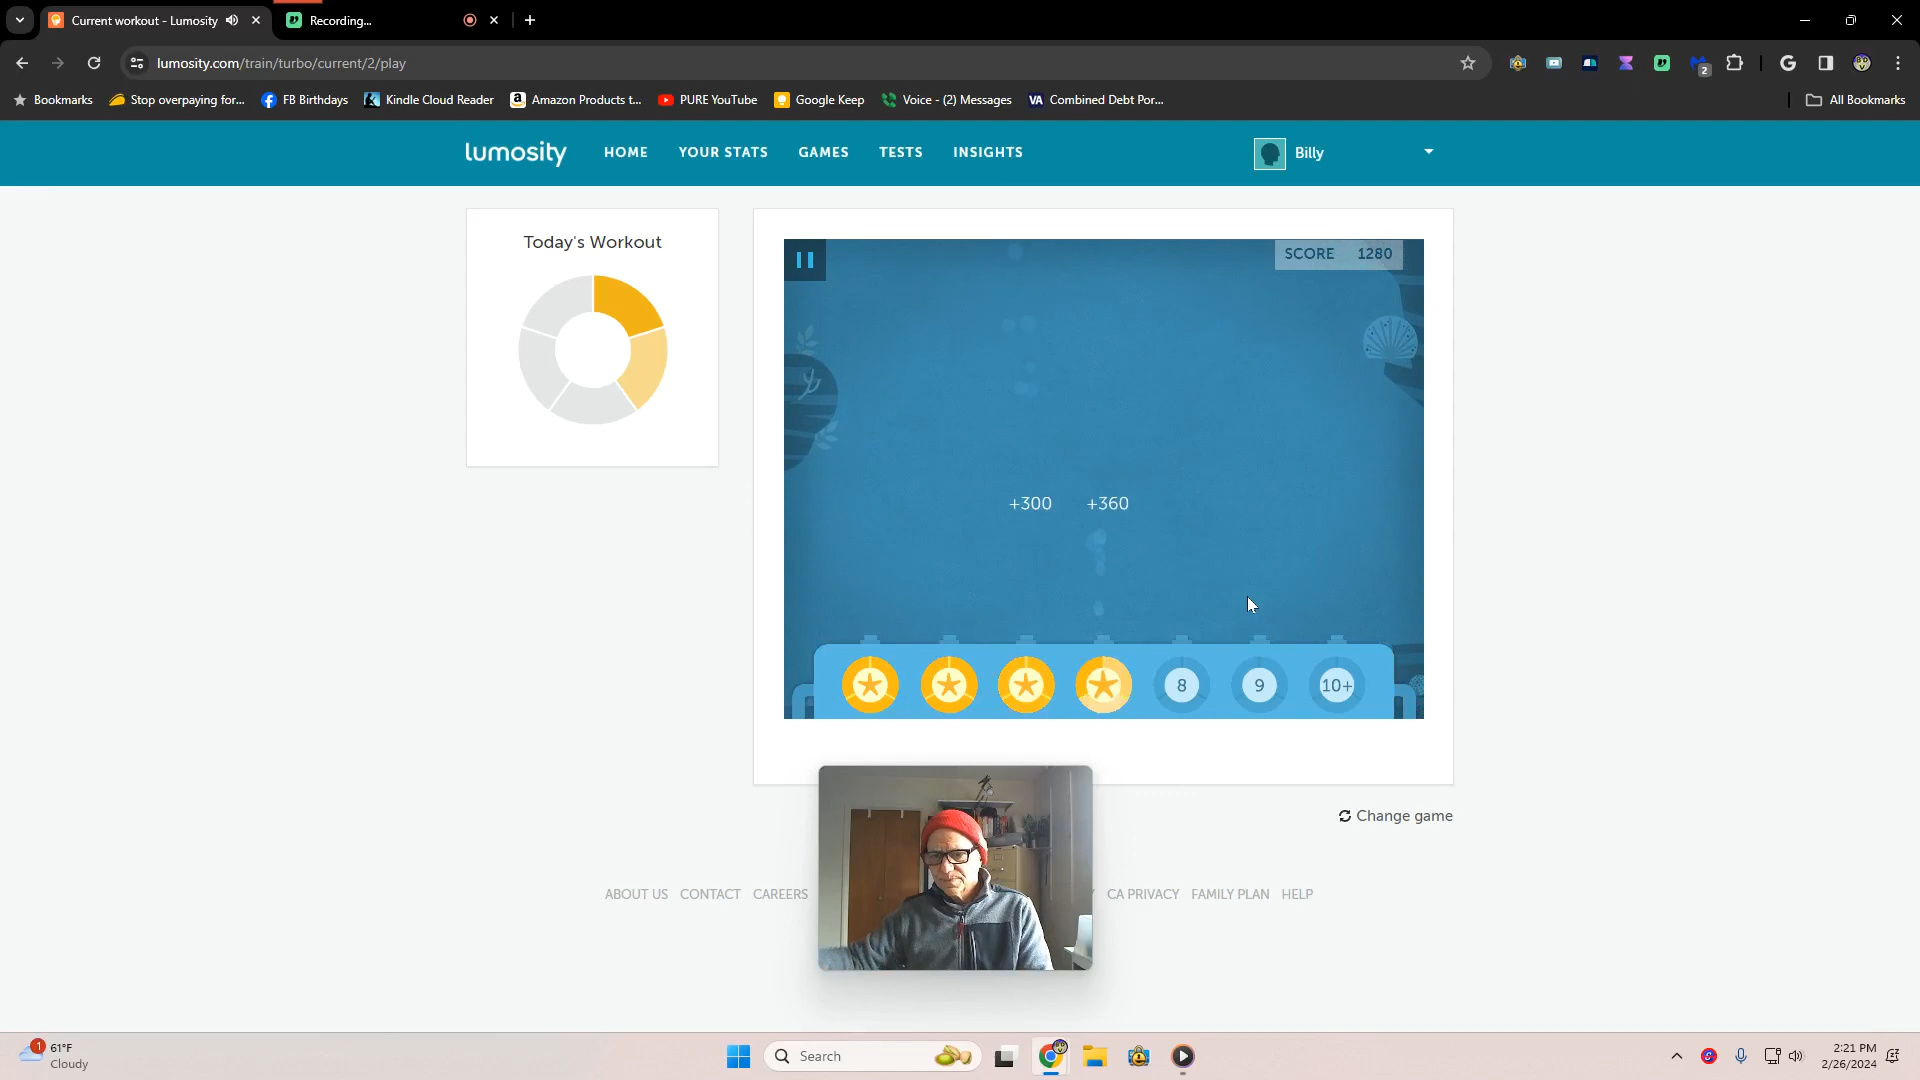 Current workout - Lumosity
Recording...
lumosity.com/train/turbo/current/2/play
2
Bookmarks
Stop overpaying for...
FB Birthdays
Kindle Cloud Reader
Amazon Products t...
PURE YouTube
Google Keep
Voice - (2) Messages
VA Combined Debt Por...
All Bookmarks
lumosity
HOME
YOUR STATS
GAMES
TESTS
INSIGHTS
Billy
Today's Workout
SCORE 1280
+300 +360
8 9 10+
Change game
ABOUT US CONTACT CAREERS
CA PRIVACY FAMILY PLAN HELP
1
61°F
Cloudy
Search
2:21 PM
2/26/2024